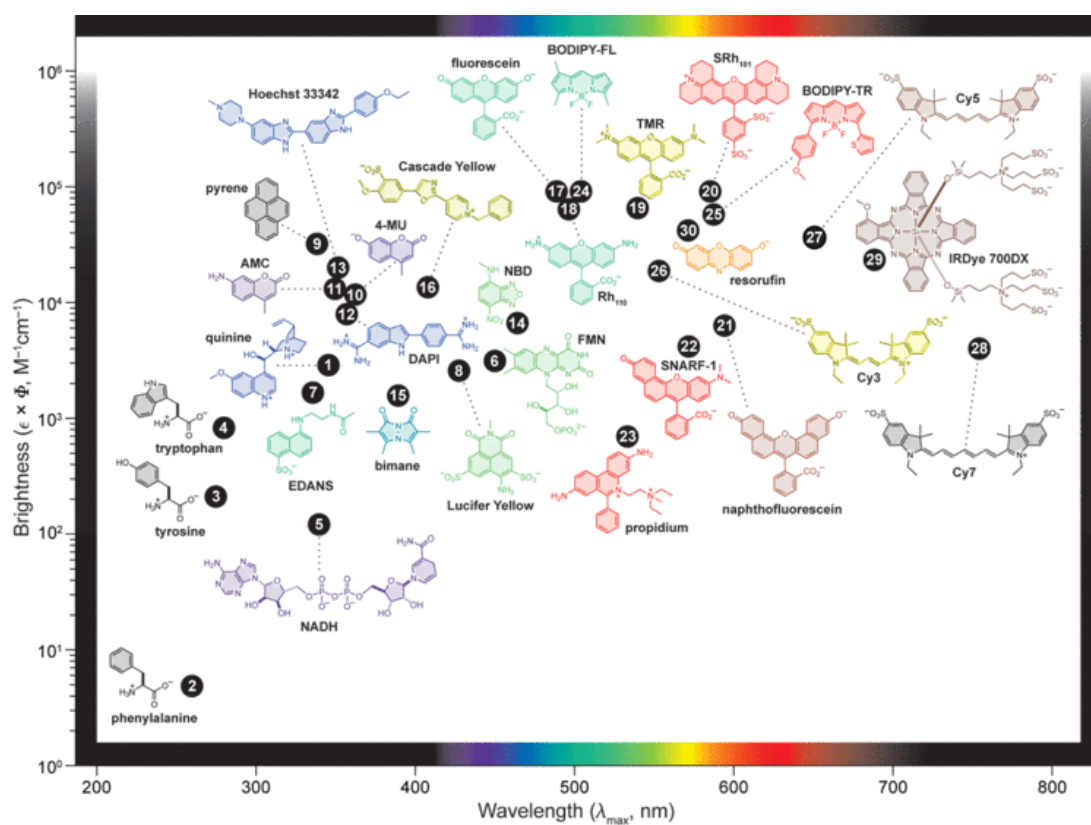 10⁶
10⁵
10⁴
10³
10²
10¹
10⁰
Brightness (ϵ × Φ, M⁻¹cm⁻¹)
200
300
400
500
600
700
800
Wavelength (λmax, nm)
fluorescein
BODIPY-FL
SRh₁₀₁
BODIPY-TR
Cy5
Hoechst 33342
TMR
Cascade Yellow
pyrene
4-MU
AMC
NBD
Rh₁₁₀
resorufin
IRDye 700DX
quinine
DAPI
FMN
SNARF-1
Cy3
tryptophan
EDANS
bimane
Lucifer Yellow
propidium
naphthofluorescein
Cy7
tyrosine
NADH
phenylalanine
17
24
18
19
20
25
30
27
29
9
13
11
10
12
16
14
26
1
7
15
8
6
21
22
28
4
3
23
5
2